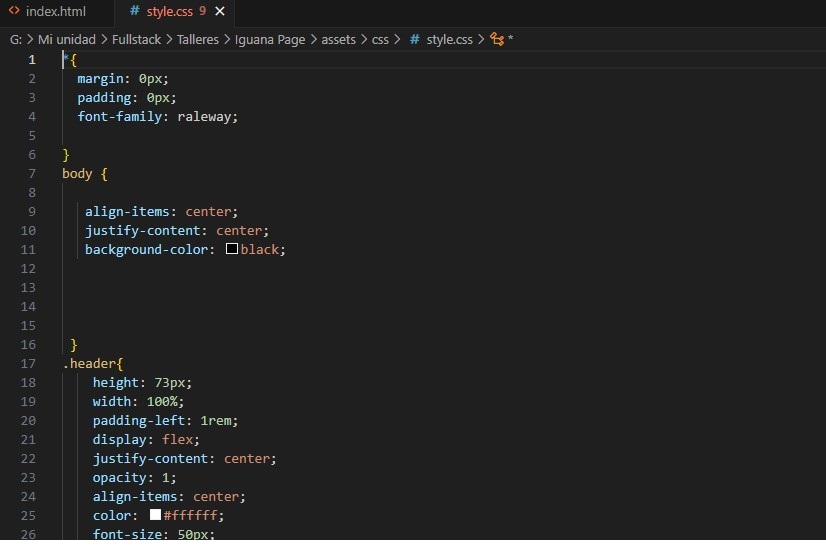 index.html # style.css 9 ×
G: > Mi unidad > Fullstack > Talleres > Iguana Page > assets > css > # style.css > *
1 *{
2 margin: 0px;
3 padding: 0px;
4 font-family: raleway;
5
6 }
7 body {
8
9 align-items: center;
10 justify-content: center;
11 background-color: black;
12
13
14
15
16 }
17 .header{
18 height: 73px;
19 width: 100%;
20 padding-left: 1rem;
21 display: flex;
22 justify-content: center;
23 opacity: 1;
24 align-items: center;
25 color: #ffffff;
26 font-size: 50px;